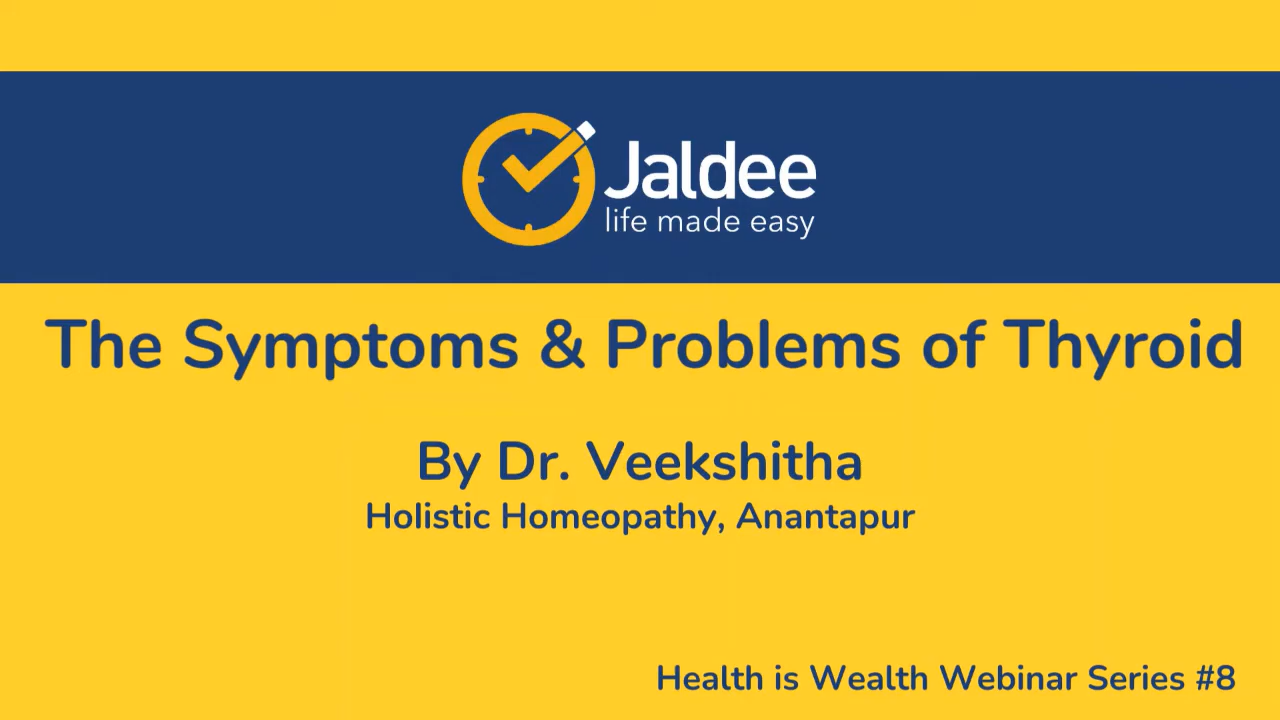 Jaldee
life made easy
The Symptoms & Problems of Thyroid
By Dr. Veekshitha
Holistic Homeopathy, Anantapur
Health is Wealth Webinar Series #8